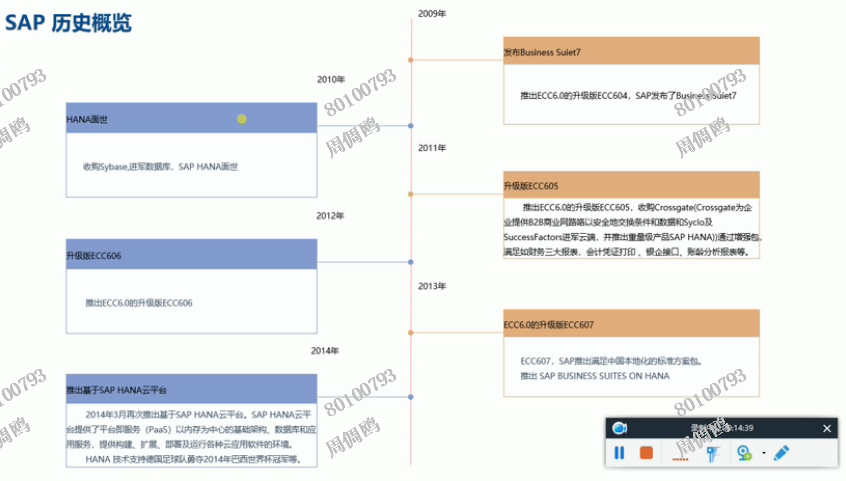 SAP 历史概览
2009年
发布Business Suiet7
推出ECC6.0的升级版ECC604，SAP发布了Business Suiet7
2010年
HANA面世
收购Sybase,进军数据库，SAP HANA面世
2011年
升级版ECC605
推出ECC6.0的升级版ECC605，收购Crossgate(Crossgate为企
业提供B2B商业网路端以安全地交换条件和数据和Syclo及
SuccessFactors进军云端，并推出重量级产品SAP HANA))通过增强包，
满足如财务三大报表，会计凭证打印 、银企接口、账龄分析报表等。
2012年
升级版ECC606
推出ECC6.0的升级版ECC606
2013年
ECC6.0的升级版ECC607
ECC607，SAP推出满足中国本地化的标准方案包。
推出 SAP BUSINESS SUITES ON HANA
2014年
推出基于SAP HANA云平台
2014年3月再次推出基于SAP HANA云平台。SAP HANA云平
台提供了平台即服务（PaaS）以内存为中心的基础架构、数据库和应
用服务，提供构建、扩展、部署及运行各种云应用软件的环境。
HANA 技术支持德国足球队勇夺2014年巴西世界杯冠军等。
80100793
周倜鸥
80100793
周倜鸥
80100793
周倜鸥
80100793
周倜鸥
80100793
80100793
:14:39